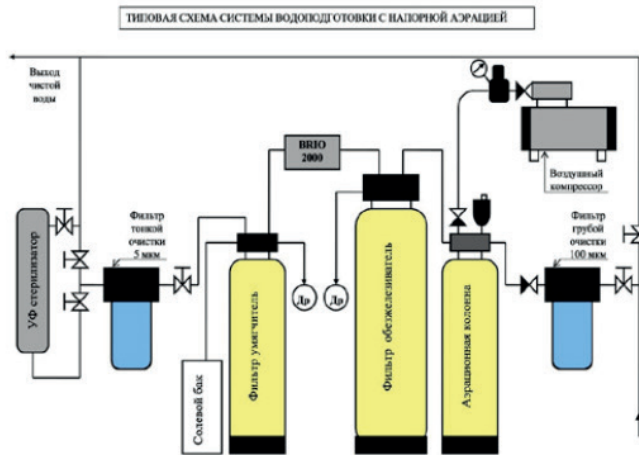 ТИПОВАЯ СХЕМА СИСТЕМЫ ВОДОПОДГОТОВКИ С НАПОРНОЙ АЭРАЦИЕЙ
Выход
чистой
воды
BRIO
2000
Воздушный
компрессор
Фильтр
тонкой
очистки
5 мкм
Фильтр
грубой
очистки
100 мкм
УФ стерилизатор
Солевой бак
Фильтр умягчитель
Др
Др
Фильтр обезжелезиватель
Аэрационная колонна